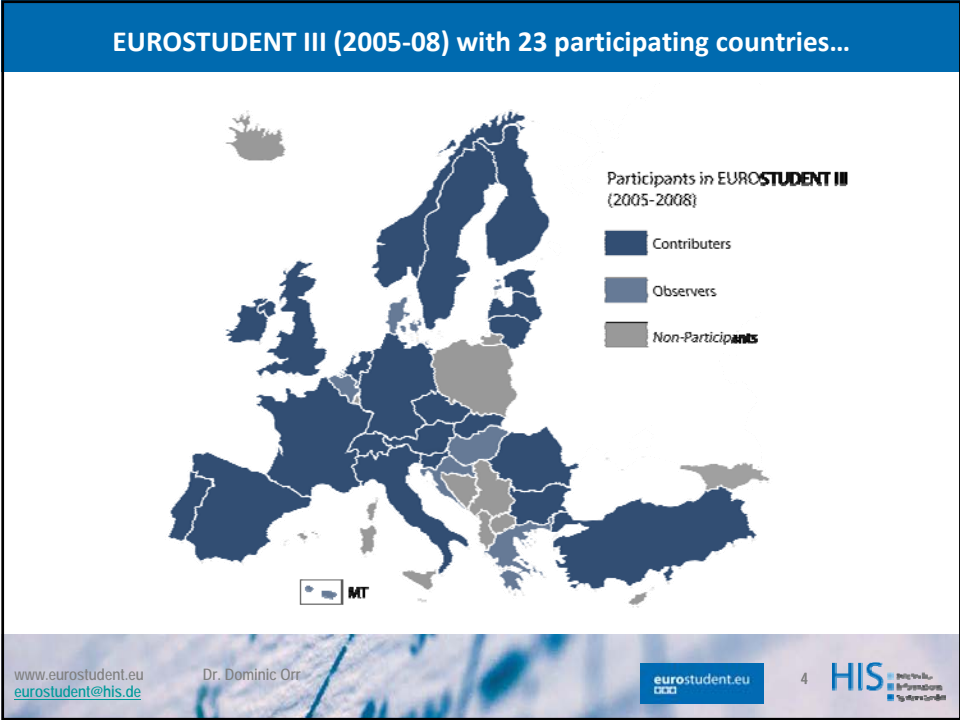 EUROSTUDENT III (2005-08) with 23 participating countries…
Participants in EUROSTUDENT III
(2005-2008)
Contributers
Observers
Non-Participants
MT
www.eurostudent.eu
eurostudent@his.de
Dr. Dominic Orr
eurostudent.eu
4
HIS